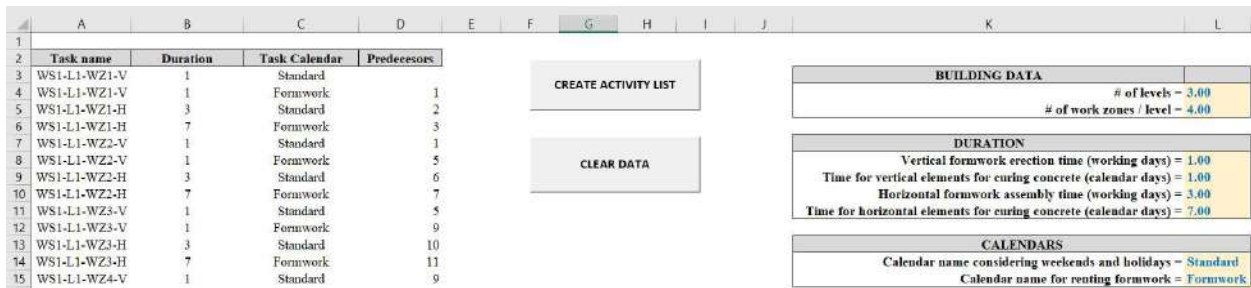 A B C D E F G H I J K L
1
2 Task name Duration Task Calendar Predecesors
3 WS1-L1-WZ1-V 1 Standard
4 WS1-L1-WZ1-V 1 Formwork 1
5 WS1-L1-WZ1-H 3 Standard 2
6 WS1-L1-WZ1-H 7 Formwork 3
7 WS1-L1-WZ2-V 1 Standard 1
8 WS1-L1-WZ2-V 1 Formwork 5
9 WS1-L1-WZ2-H 3 Standard 6
10 WS1-L1-WZ2-H 7 Formwork 7
11 WS1-L1-WZ3-V 1 Standard 5
12 WS1-L1-WZ3-V 1 Formwork 9
13 WS1-L1-WZ3-H 3 Standard 10
14 WS1-L1-WZ3-H 7 Formwork 11
15 WS1-L1-WZ4-V 1 Standard 9
CREATE ACTIVITY LIST
CLEAR DATA
BUILDING DATA
# of levels = 3.00
# of work zones / level = 4.00
DURATION
Vertical formwork erection time (working days) = 1.00
Time for vertical elements for curing concrete (calendar days) = 1.00
Horizontal formwork assembly time (working days) = 3.00
Time for horizontal elements for curing concrete (calendar days) = 7.00
CALENDARS
Calendar name considering weekends and holidays = Standard
Calendar name for renting formwork = Formwork